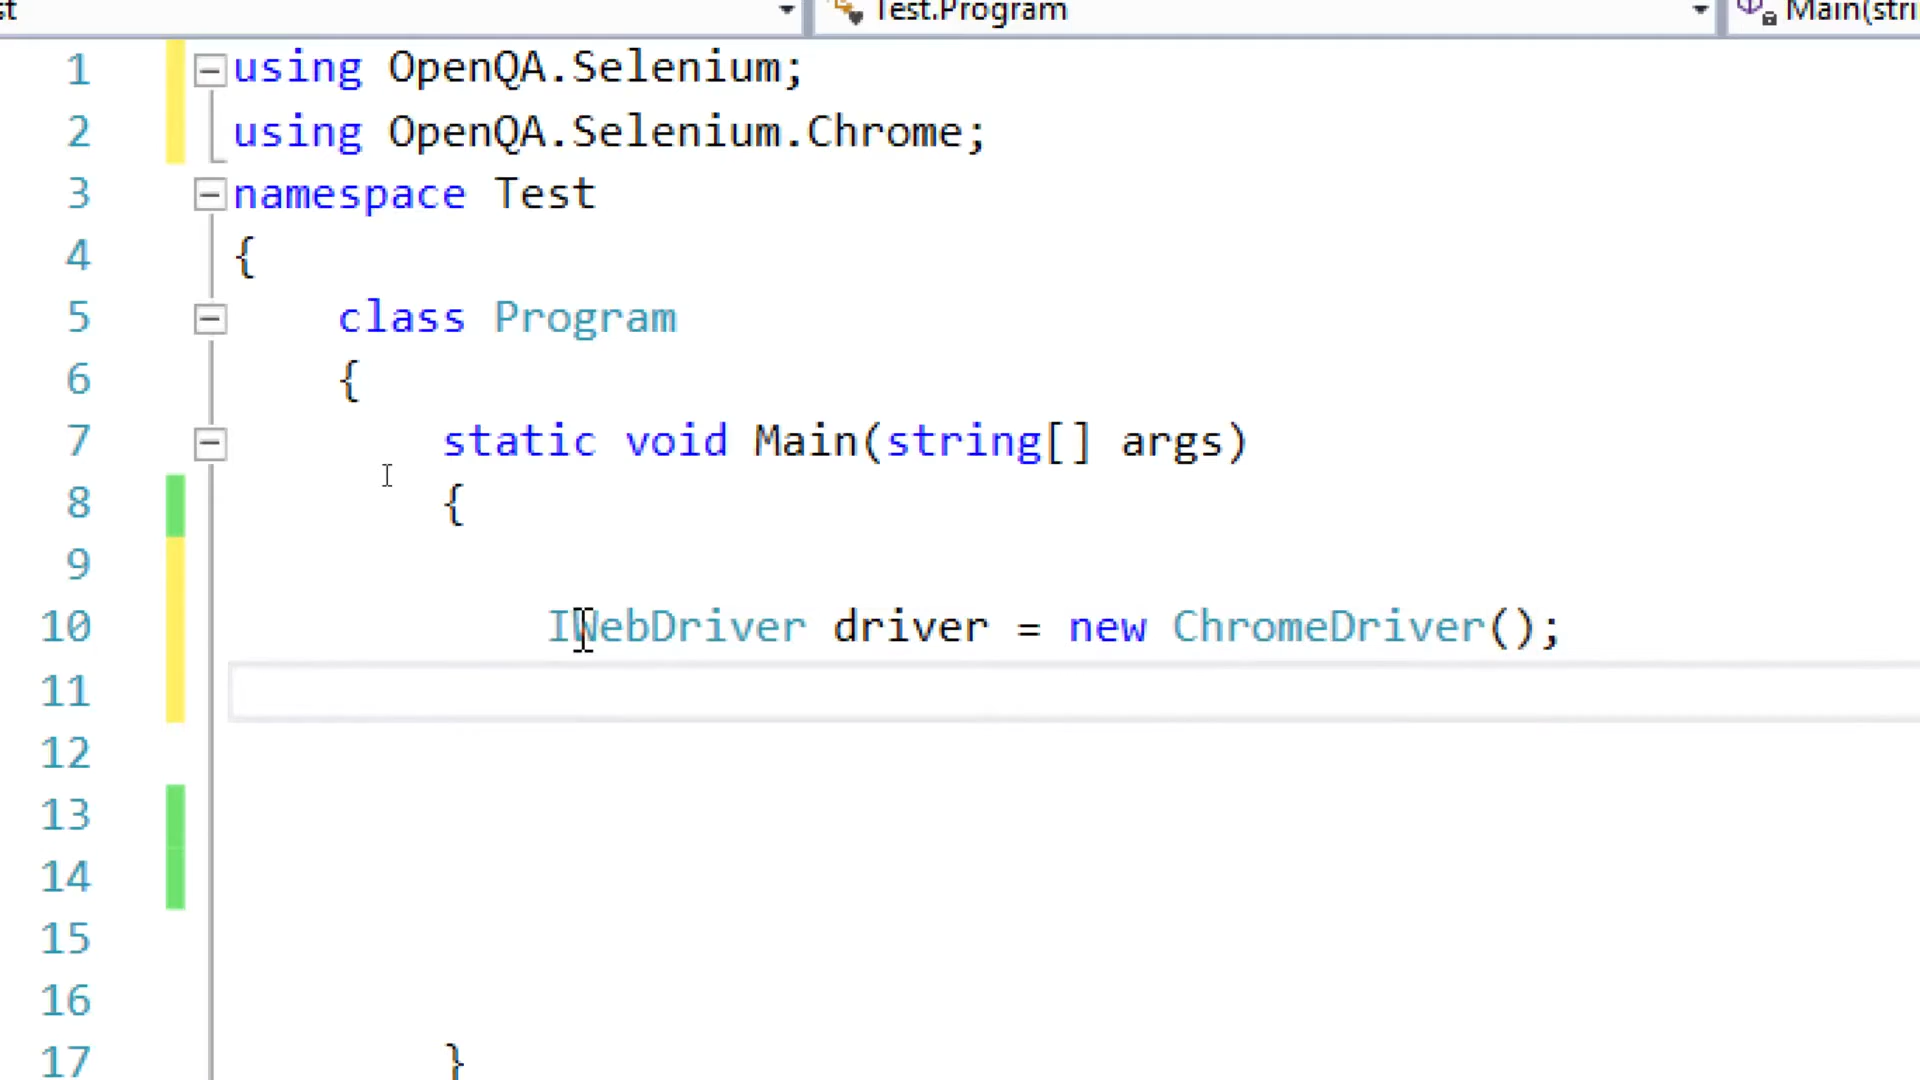 st Test.Program Main(stri
1 using OpenQA.Selenium;
2 using OpenQA.Selenium.Chrome;
3 namespace Test
4 {
5 class Program
6 {
7 static void Main(string[] args)
8 {
9
10 IWebDriver driver = new ChromeDriver();
11
12
13
14
15
16
17 }